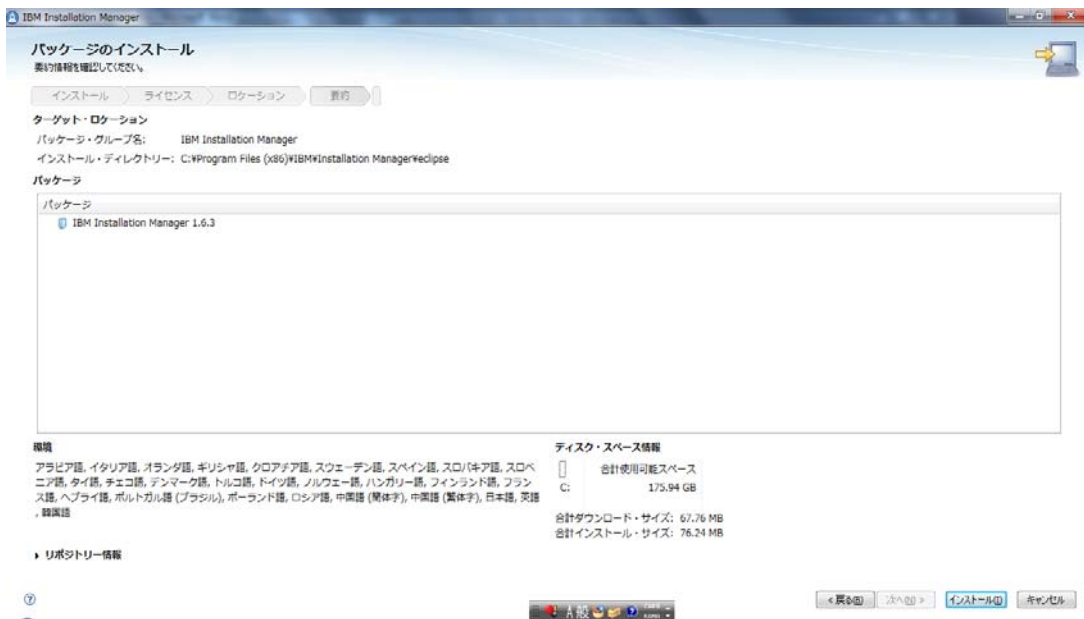 IBM Installation Manager
パッケージのインストール
要約情報を確認してください。
インストール ライセンス ロケーション 要約
ターゲット・ロケーション
パッケージ・グループ名: IBM Installation Manager
インストール・ディレクトリー: C:¥Program Files (x86)¥IBM¥Installation Manager¥eclipse
パッケージ
パッケージ
IBM Installation Manager 1.6.3
環境
アラビア語, イタリア語, オランダ語, ギリシャ語, クロアチア語, スウェーデン語, スペイン語, スロバキア語, スロベ
ニア語, タイ語, チェコ語, デンマーク語, トルコ語, ドイツ語, ノルウェー語, ハンガリー語, フィンランド語, フラン
ス語, ヘブライ語, ポルトガル語 (ブラジル), ポーランド語, ロシア語, 中国語 (簡体字), 中国語 (繁体字), 日本語, 英語
, 韓国語
ディスク・スペース情報
合計使用可能スペース
C: 175.94 GB
合計ダウンロード・サイズ: 67.76 MB
合計インストール・サイズ: 76.24 MB
リポジトリー情報
A 般
< 戻る(B) 次へ(N) > インストール(I) キャンセル